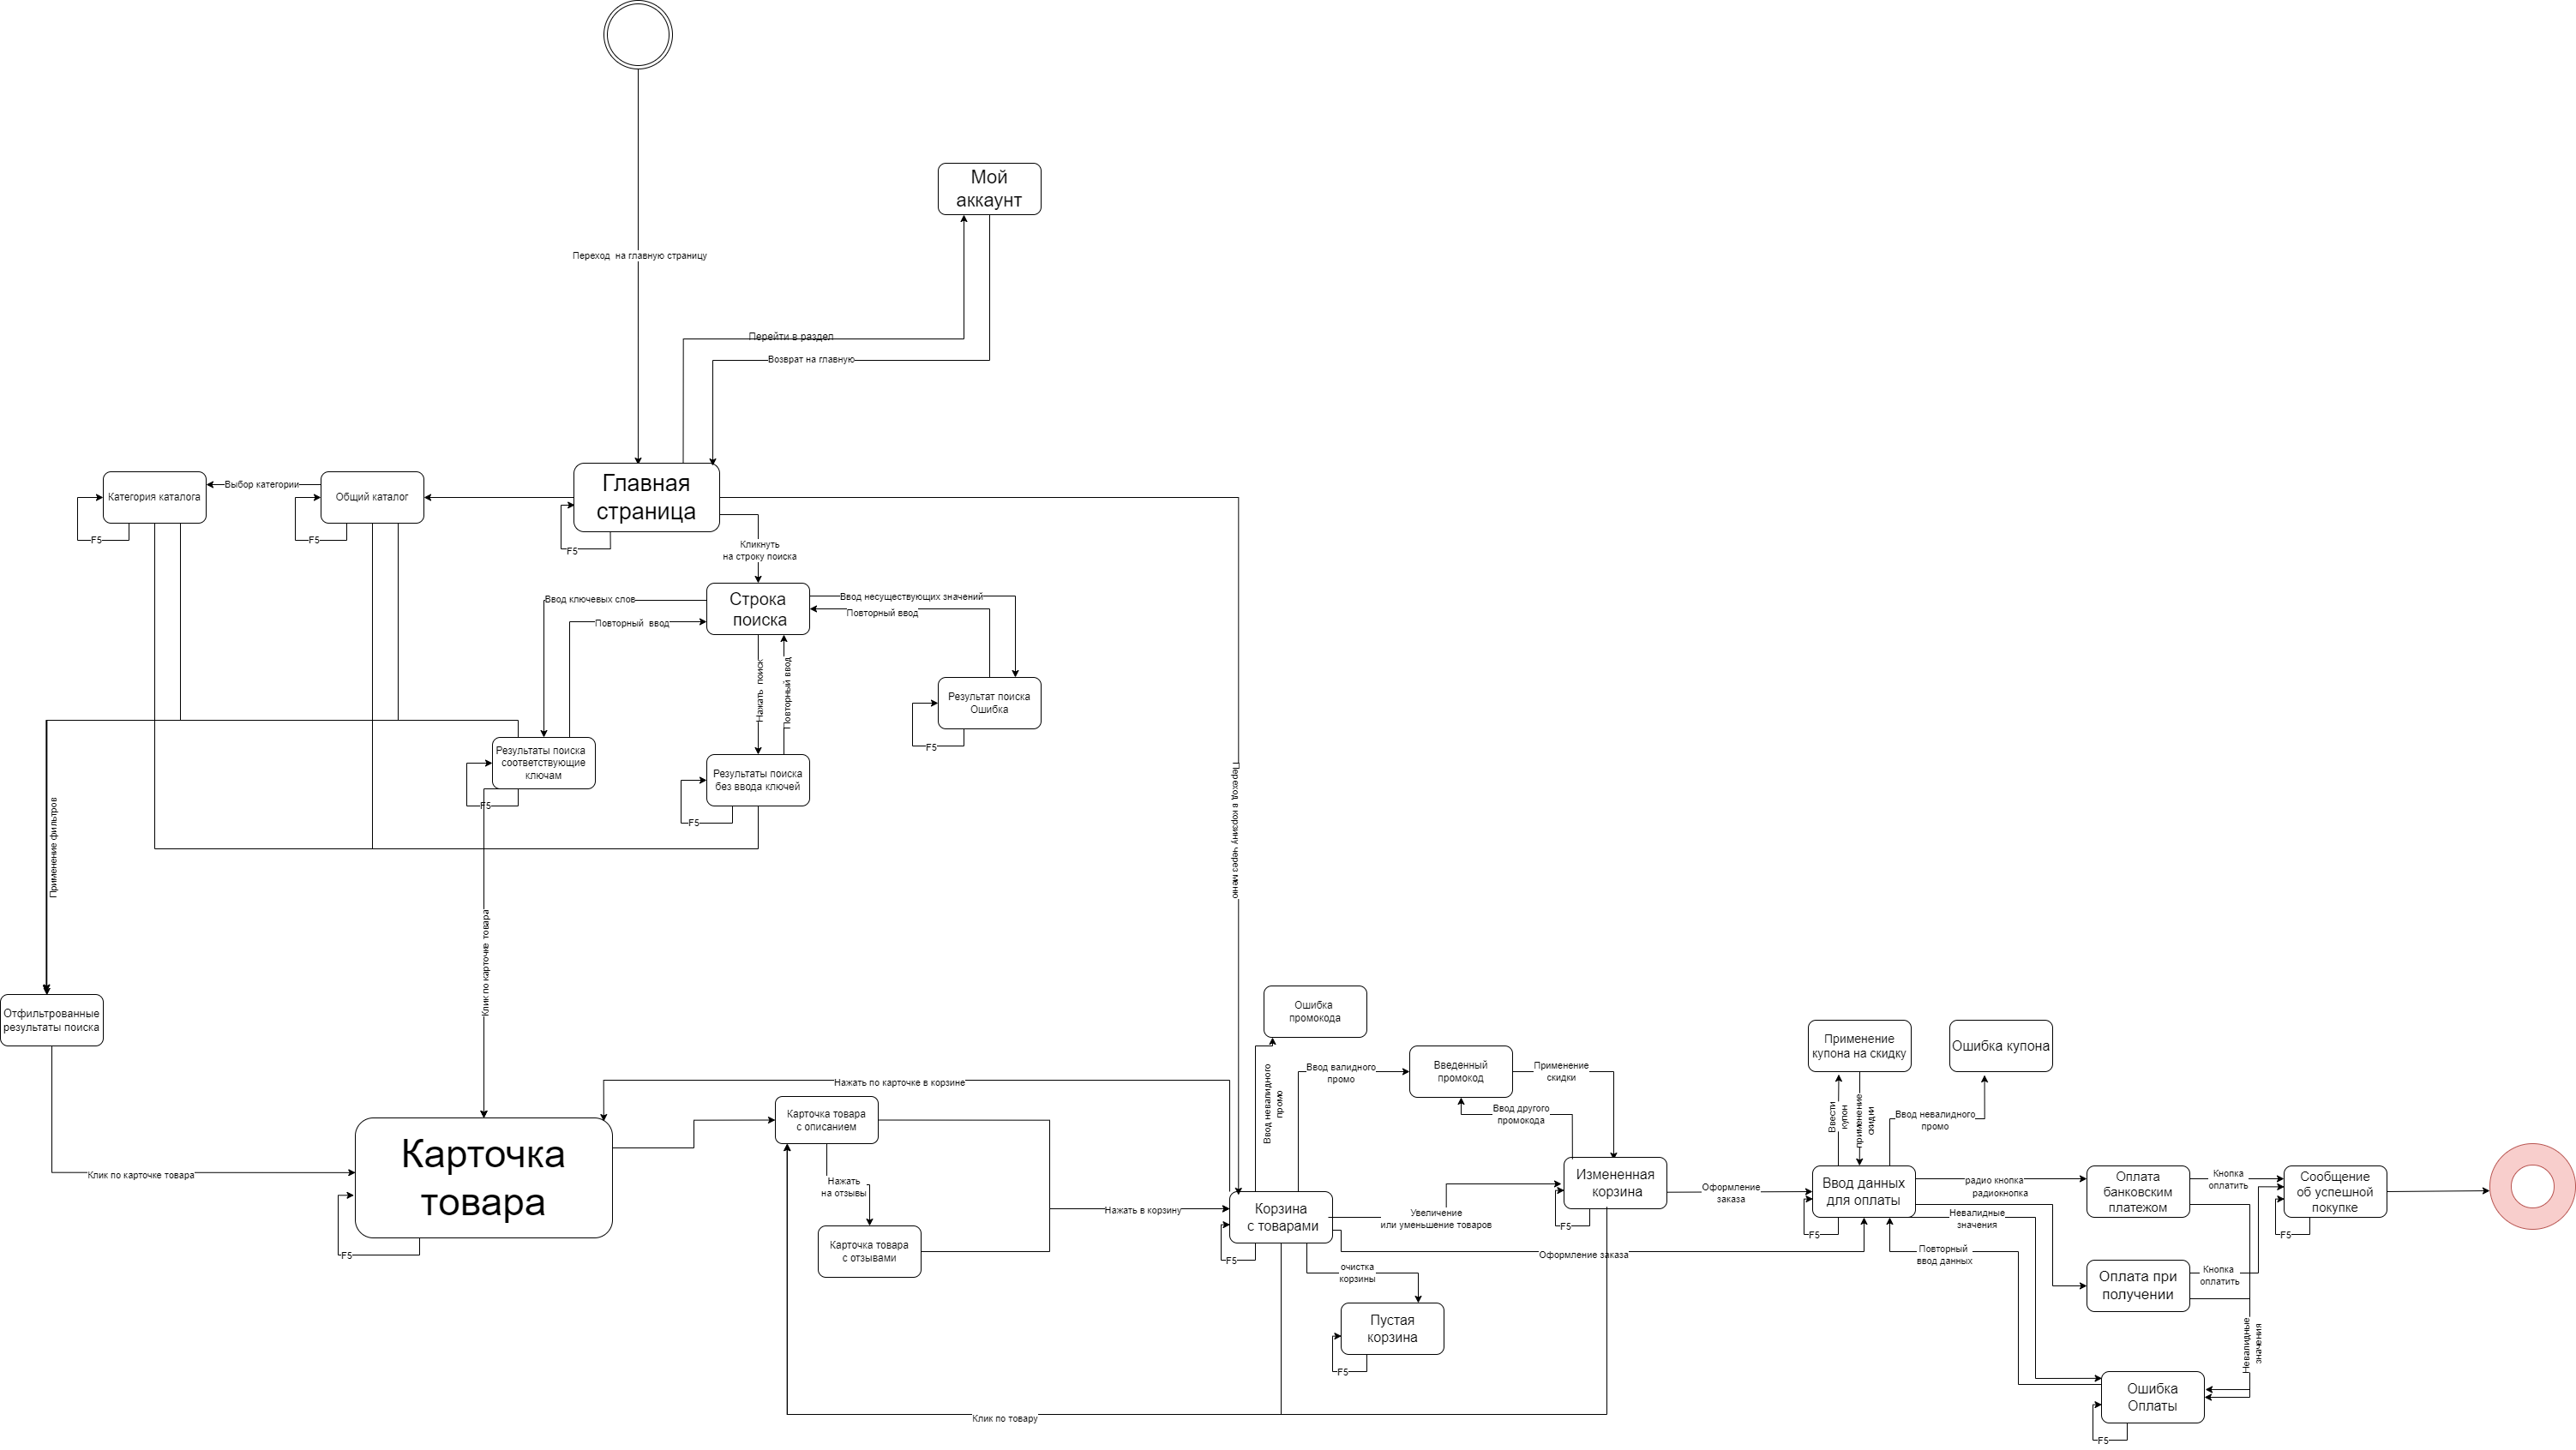 Мой
аккаунт
Переход  на главную страницу
Перейти в раздел
Возврат на главную
Категория каталога
Выбор категории
Общий каталог
Главная
страница
F5
F5
F5
Кликнуть
на строку поиска
Ввод ключевых слов
Строка
поиска
Ввод несуществующих значений
Повторный ввод
Повторный  ввод
Нажать  поиск
Повторный ввод
Результат поиска
Ошибка
F5
Результаты поиска
соответствующие
ключам
F5
Результаты поиска
без ввода ключей
F5
Применение фильтров
Клик по карточке товара
Переход в корзину через меню
Отфильтрованные
результаты поиска
Клик по карточке товара
Карточка
товара
F5
Нажать по карточке в корзине
Карточка товара
с описанием
Нажать
на отзывы
Карточка товара
с отзывами
Нажать в корзину
Клик по товару
Ошибка
промокода
Ввод невалидного
промо
Ввод валидного
промо
Введенный
промокод
Применение
скидки
Ввод другого
промокода
Корзина
с товарами
F5
Увеличение
или уменьшение товаров
Измененная
корзина
F5
Оформление
заказа
Оформление заказа
очистка
корзины
Пустая
корзина
F5
Применение
купона на скидку
Ошибка купона
Ввести
купон
применение
скидки
Ввод невалидного
промо
Ввод данных
для оплаты
F5
радио кнопка
радиокнопка
Невалидные
значения
Повторный
ввод данных
Оплата
банковским
платежом
Кнопка
оплатить
Сообщение
об успешной
покупке
F5
Оплата при
получении
Кнопка
оплатить
Невалидные
значения
Ошибка
Оплаты
F5